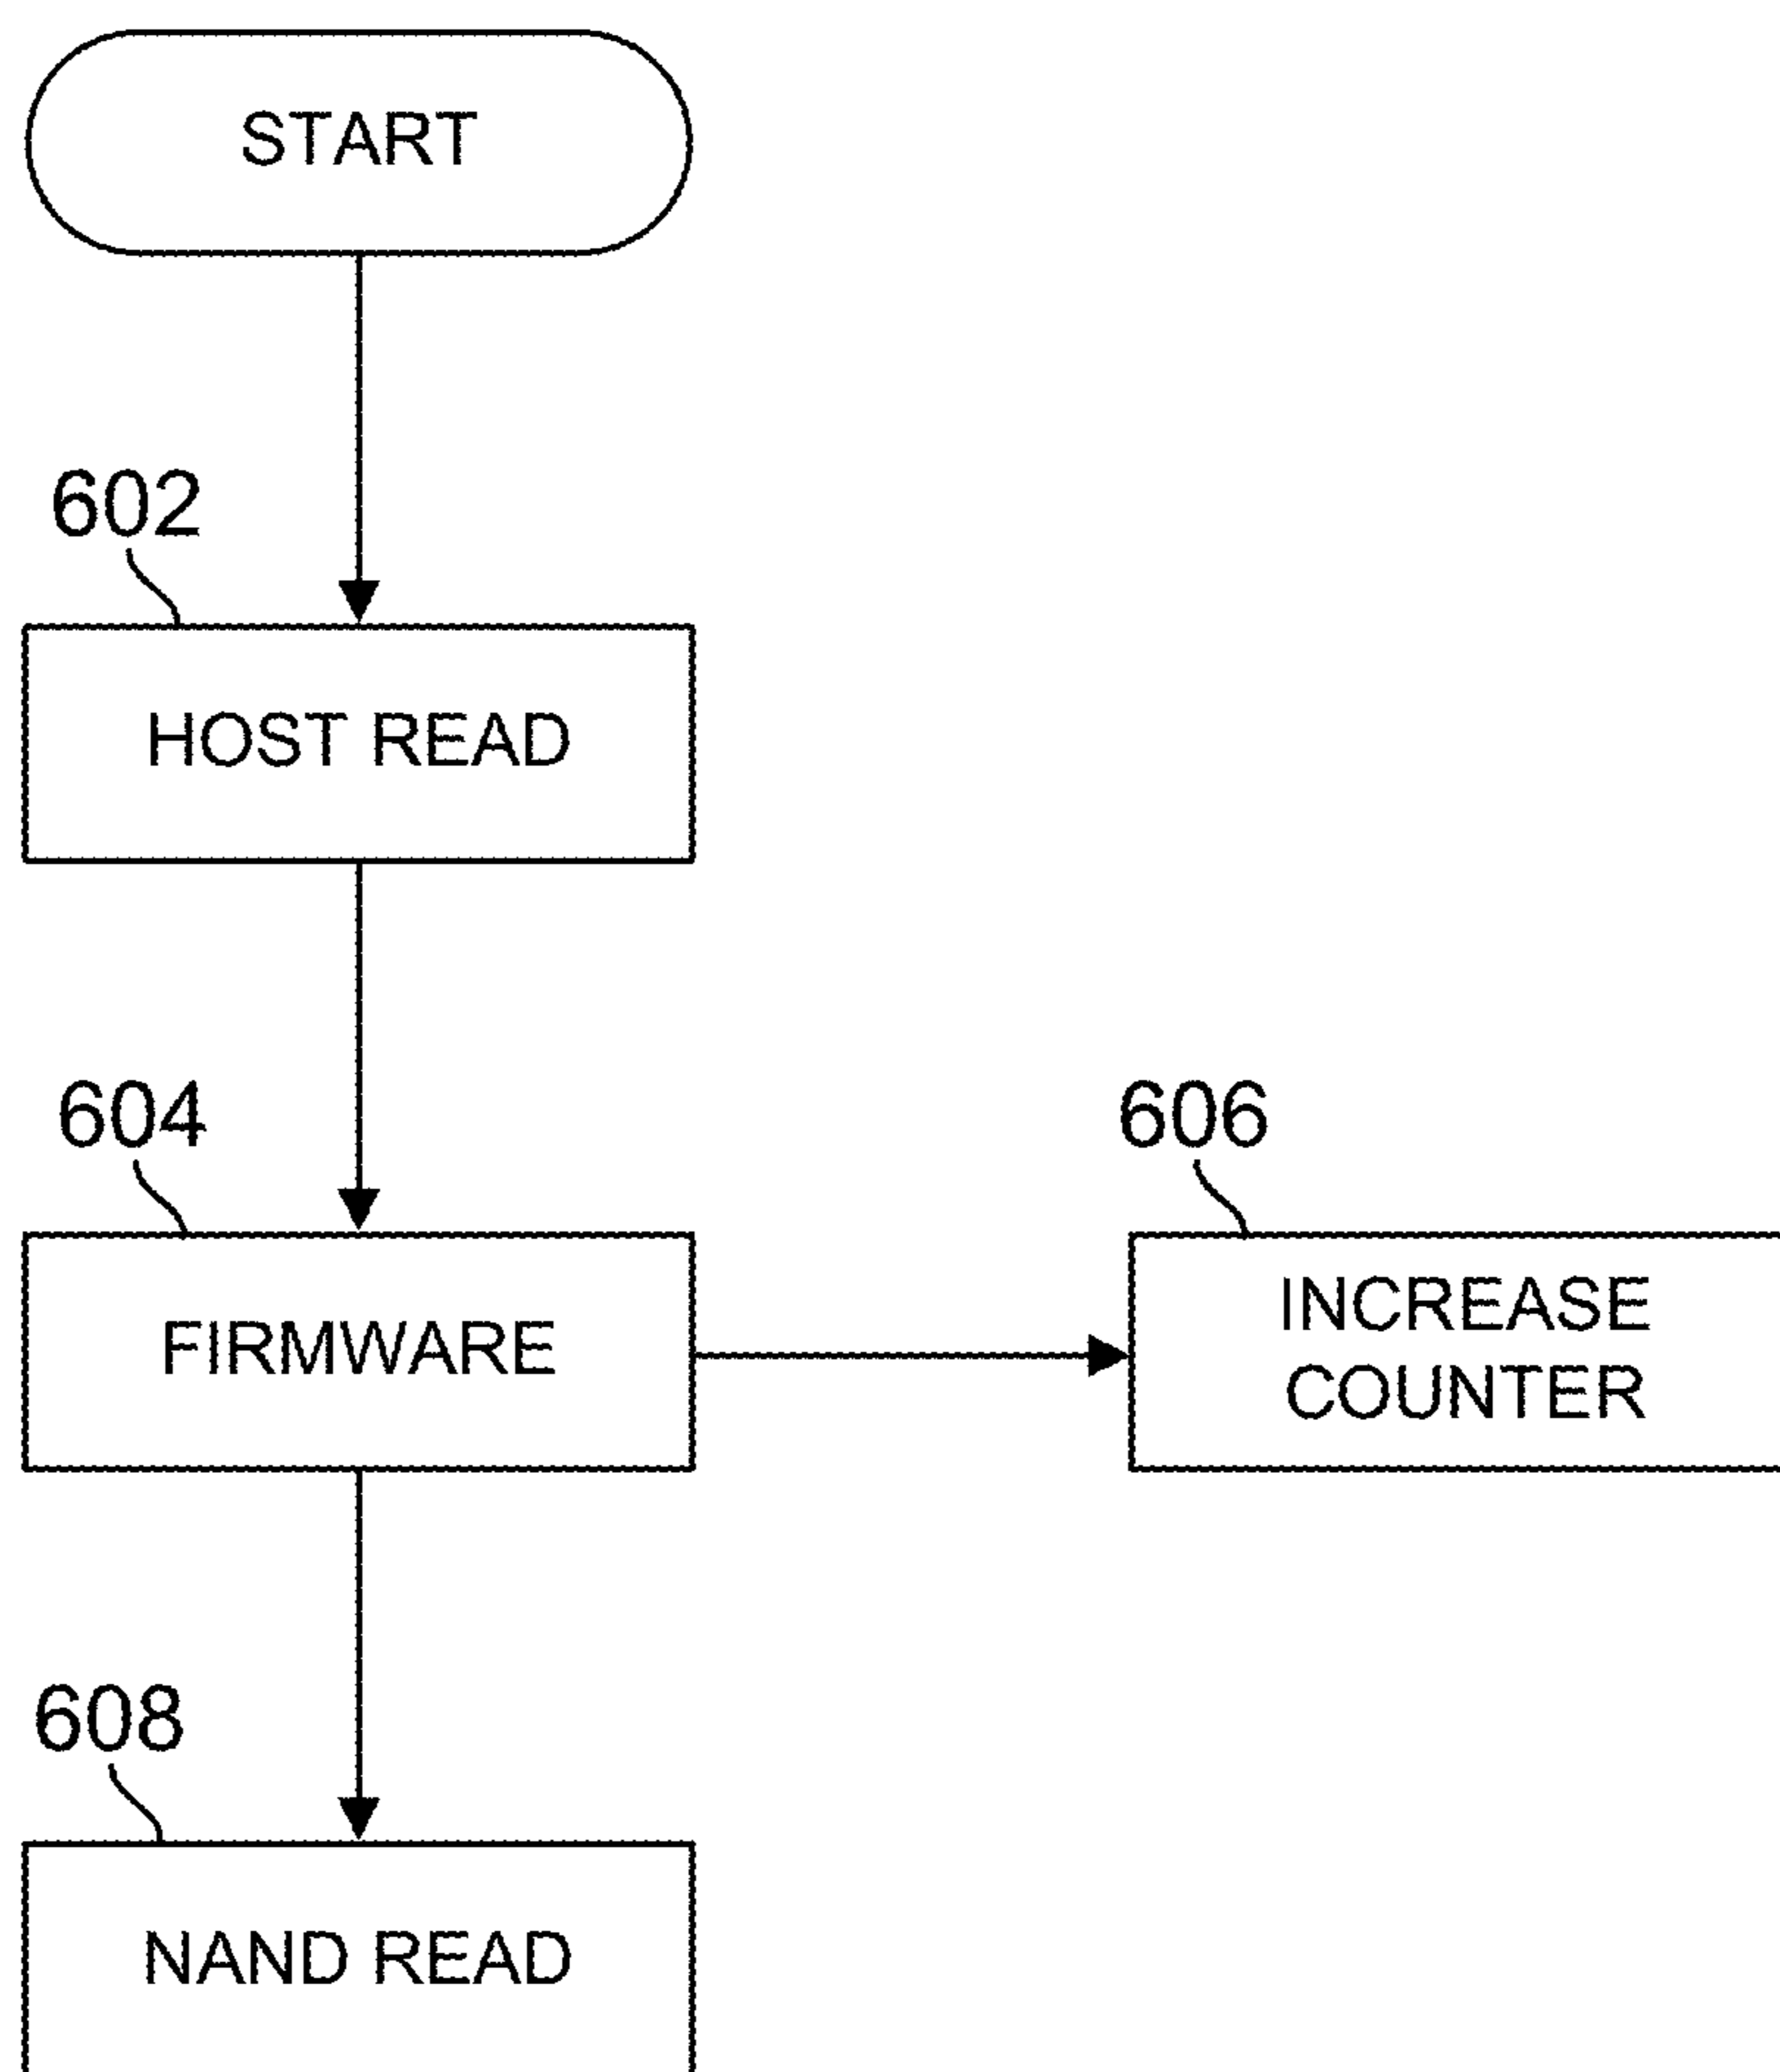 START
602
HOST READ
604
FIRMWARE
606
INCREASE
COUNTER
608
NAND READ